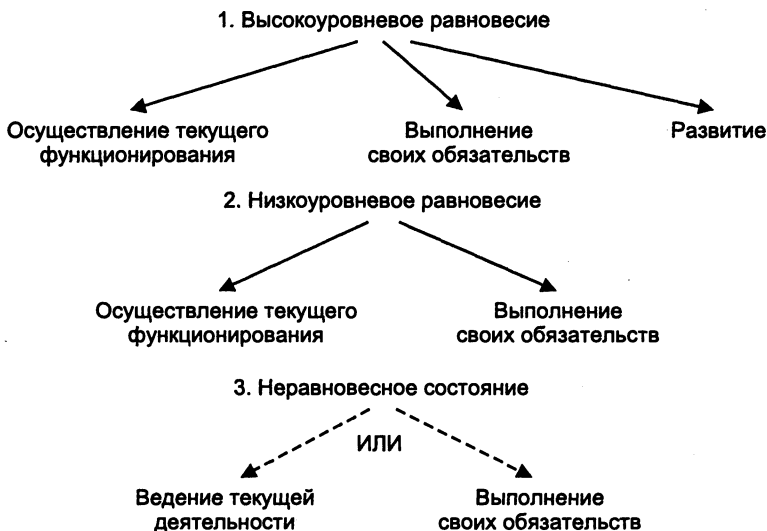 1. Высокоуровневое равновесие
Осуществление текущего
функционирования
Выполнение
своих обязательств
Развитие
2. Низкоуровневое равновесие
Осуществление текущего
функционирования
Выполнение
своих обязательств
3. Неравновесное состояние
ИЛИ
Ведение текущей
деятельности
Выполнение
своих обязательств